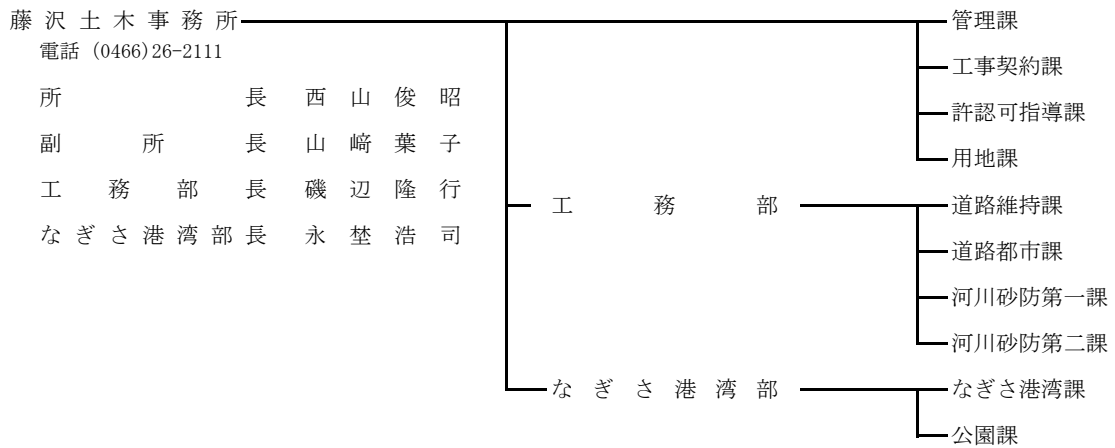 藤沢土木事務所
電話 (0466)26-2111
所長 西山俊昭
副所長 山﨑葉子
工務部長 磯辺隆行
なぎさ港湾部長 永埜浩司
管理課
工事契約課
許認可指導課
用地課
工務部
道路維持課
道路都市課
河川砂防第一課
河川砂防第二課
なぎさ港湾部
なぎさ港湾課
公園課